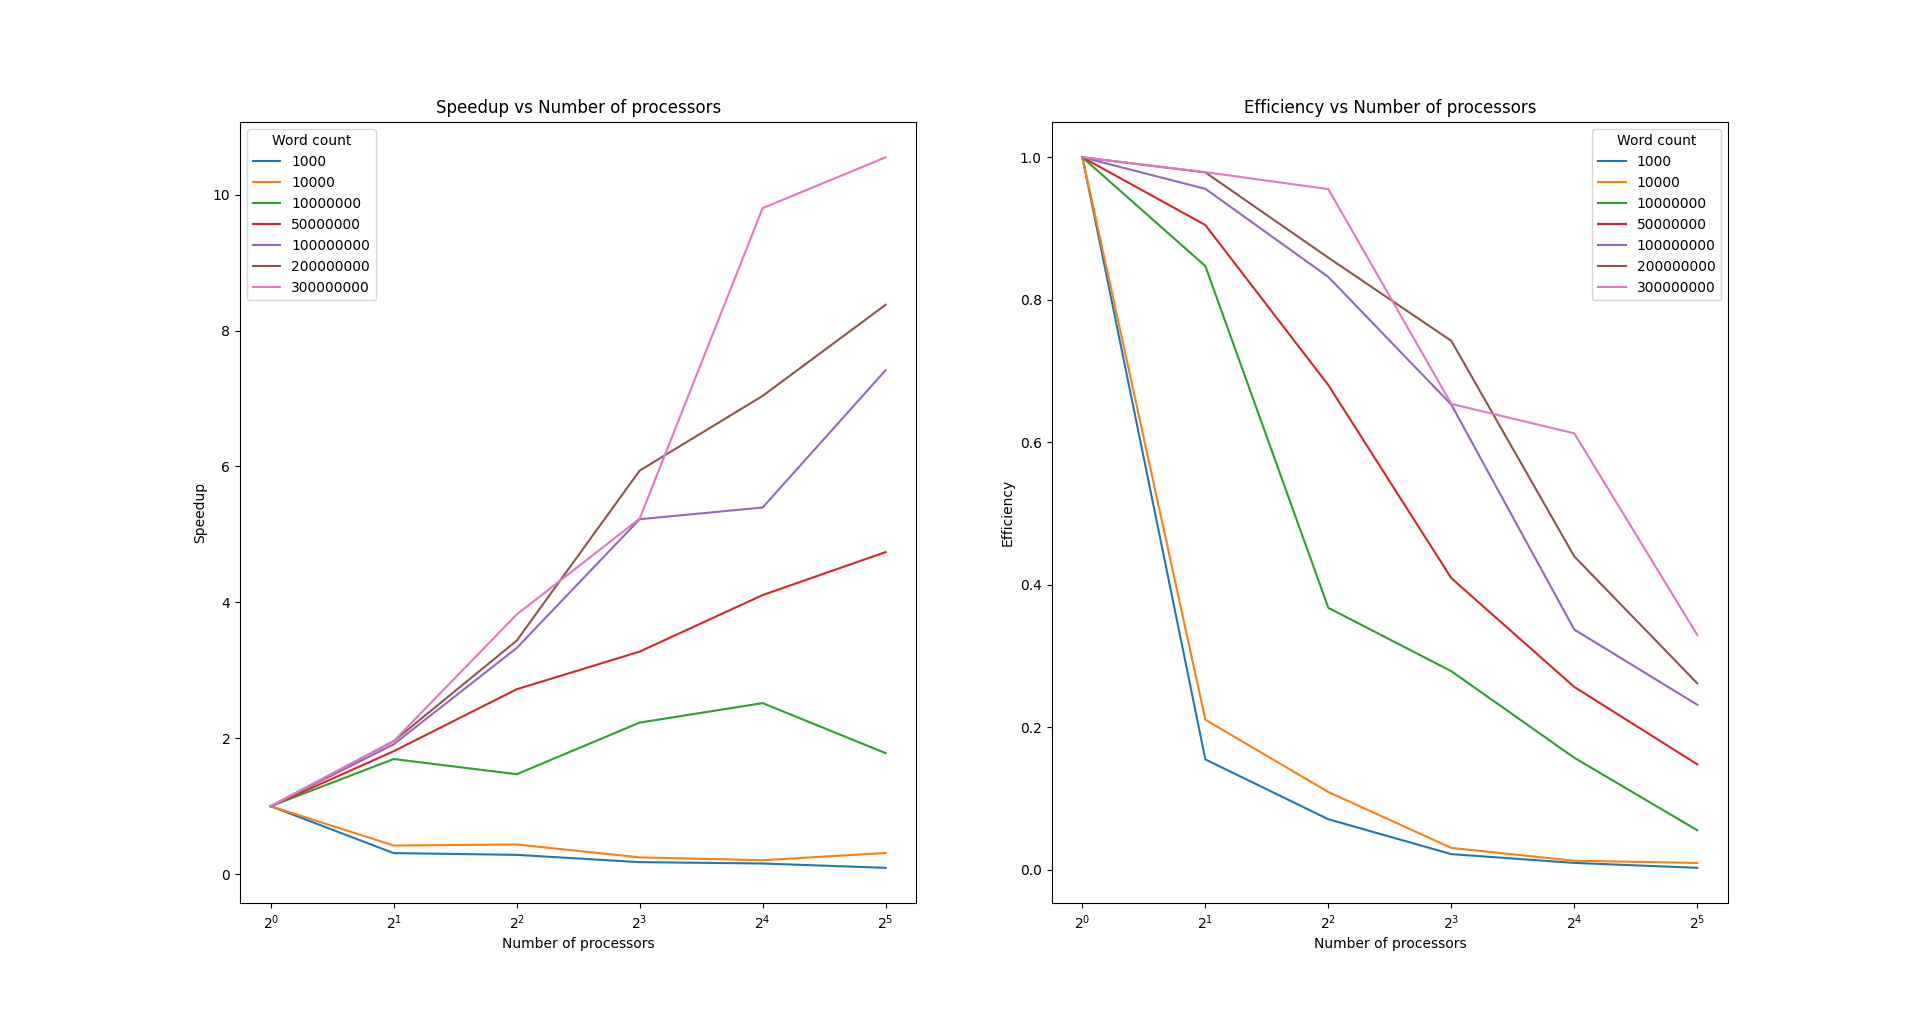 Speedup vs Number of processors
Word count
1000
10000
10000000
50000000
100000000
200000000
300000000
10
8
6
4
2
0
Speedup
2⁰ 2¹ 2² 2³ 2⁴ 2⁵
Number of processors
Efficiency vs Number of processors
Word count
1000
10000
10000000
50000000
100000000
200000000
300000000
1.0
0.8
0.6
0.4
0.2
0.0
Efficiency
2⁰ 2¹ 2² 2³ 2⁴ 2⁵
Number of processors